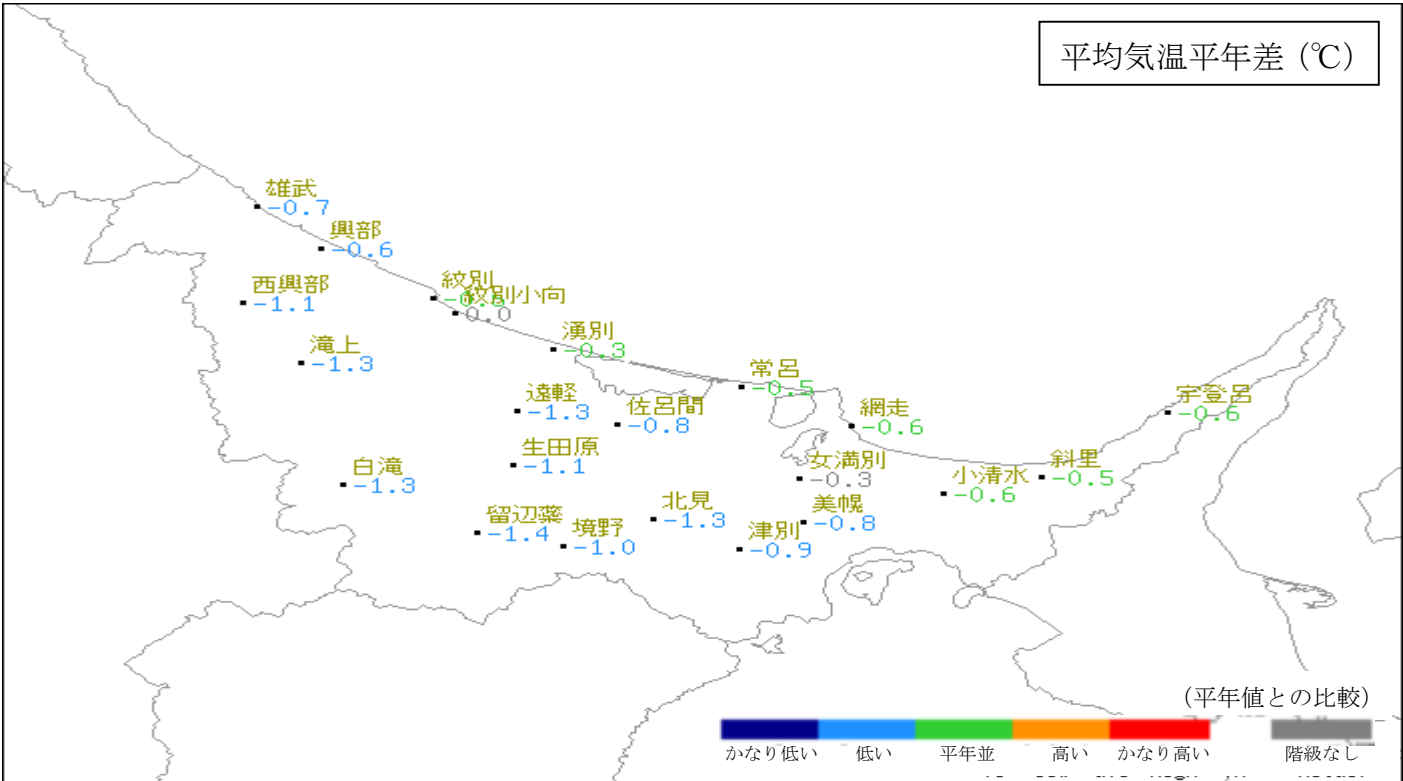 平均気温平年差（℃）
雄武
-0.7
興部
-0.6
西興部
-1.1
紋別
紋別小向
0.0
滝上
-1.3
湧別
-0.3
常呂
-0.5
遠軽
-1.3
佐呂間
-0.8
網走
-0.6
宇登呂
-0.6
生田原
-1.1
白滝
-1.3
女満別
-0.3
小清水
-0.6
斜里
-0.5
北見
-1.3
美幌
-0.8
留辺蘂
-1.4
境野
-1.0
津別
-0.9
（平年値との比較）
かなり低い 低い 平年並 高い かなり高い 階級なし